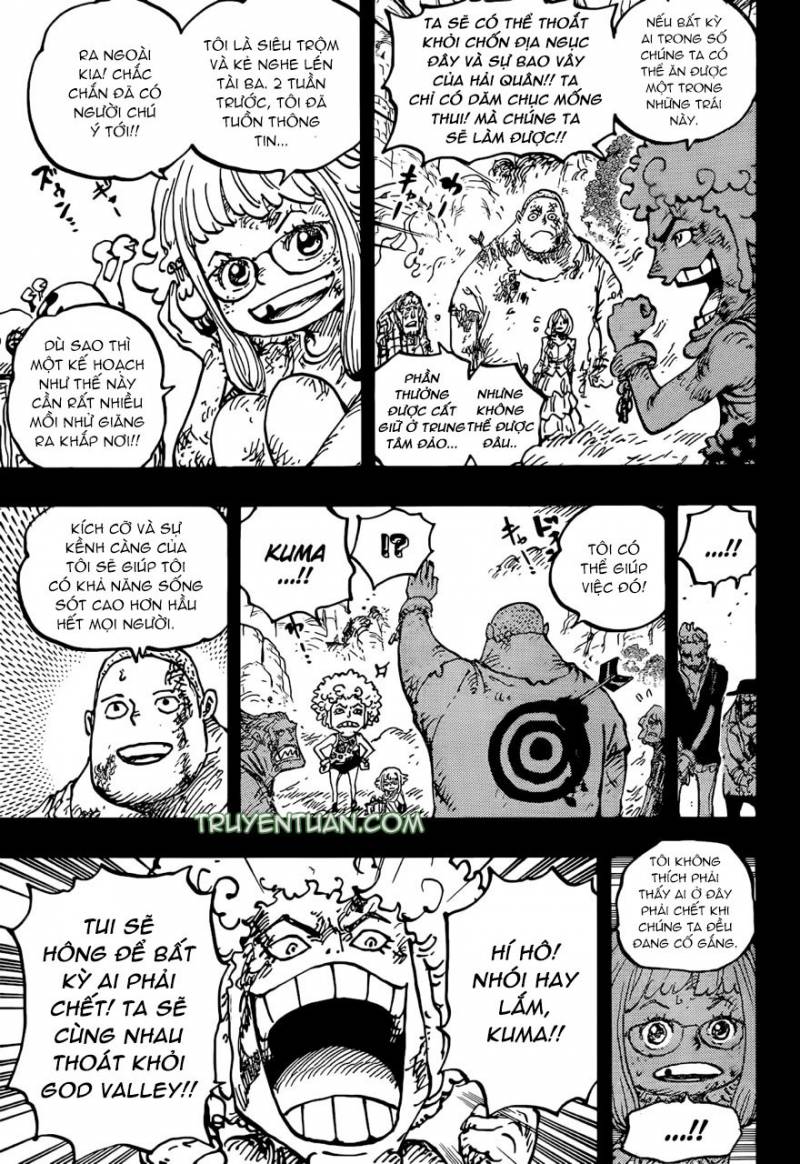 NẾU BẤT KỲ
AI TRONG SỐ
CHÚNG TA CÓ
THỂ ĂN ĐƯỢC
MỘT TRONG
NHỮNG TRÁI
NÀY.
TA SẼ CÓ THỂ THOÁT
KHỎI CHỐN ĐỊA NGỤC
ĐÂY VÀ SỰ BAO VÂY
CỦA HẢI QUÂN!! TA
CHỈ CÓ DĂM CHỤC MỐNG
THUI! MÀ CHÚNG TA
SẼ LÀM ĐƯỢC!!
NHƯNG
KHÔNG
THỂ ĐƯỢC
ĐÂU..
PHẦN
THƯỞNG
ĐƯỢC CẤT
GIỮ Ở TRUNG
TÂM ĐẢO...
TÔI LÀ SIÊU TRỘM
VÀ KẺ NGHE LÉN
TÀI BA. 2 TUẦN
TRƯỚC, TÔI ĐÃ
TUỒN THÔNG
TIN...
RA NGOÀI
KIA! CHẮC
CHẮN ĐÃ CÓ
NGƯỜI CHÚ
Ý TỚI!!
DÙ SAO THÌ
MỘT KẾ HOẠCH
NHƯ THẾ NÀY
CẦN RẤT NHIỀU
MỒI NHỬ GIĂNG
RA KHẮP NƠI!!
...!!
TÔI CÓ
THỂ GIÚP
VIỆC ĐÓ!
!?
KUMA
...!!
KÍCH CỠ VÀ SỰ
KỀNH CÀNG CỦA
TÔI SẼ GIÚP TÔI
CÓ KHẢ NĂNG SỐNG
SÓT CAO HƠN HẦU
HẾT MỌI NGƯỜI.
TRUYENTUAN.COM
TÔI KHÔNG
THÍCH PHẢI
THẤY AI Ở ĐÂY
PHẢI CHẾT KHI
CHÚNG TA ĐỀU
ĐANG CỐ GẮNG.
...!!
HÍ HÔ!
NHÓI HAY
LẮM,
KUMA!!
TUI SẼ
HÔNG ĐỂ BẤT
KỲ AI PHẢI
CHẾT! TA SẼ
CÙNG NHAU
THOÁT KHỎI
GOD VALLEY!!